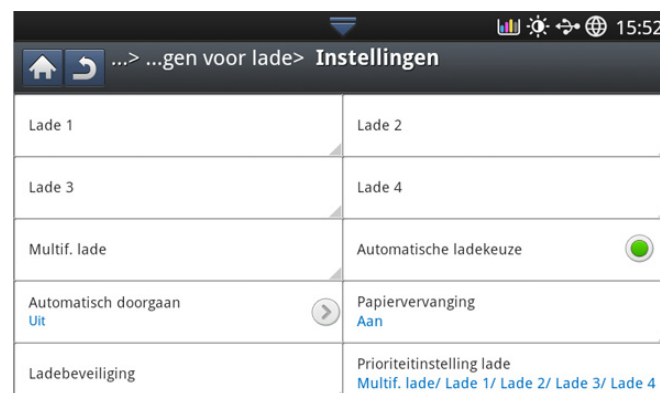 15:52
...> ...gen voor lade> Instellingen
Lade 1
Lade 2
Lade 3
Lade 4
Multif. lade
Automatische ladekeuze
Automatisch doorgaan
Uit
Papiervervanging
Aan
Ladebeveiliging
Prioriteitinstelling lade
Multif. lade/ Lade 1/ Lade 2/ Lade 3/ Lade 4